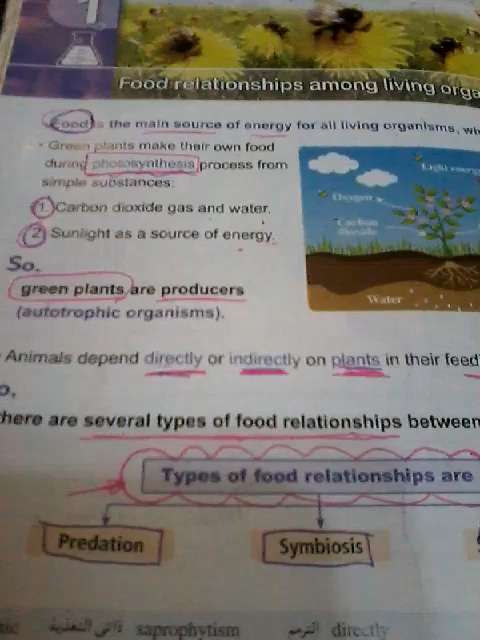 1
Food relationships among living orga
Food is the main source of energy for all living organisms, wh
• Green plants make their own food
during photosynthesis process from
simple substances:
1. Carbon dioxide gas and water.
2. Sunlight as a source of energy.
Light energy
Oxygen
Carbon
dioxide
Water
So,
green plants are producers
(autotrophic organisms).
Animals depend directly or indirectly on plants in their feed
o,
here are several types of food relationships between
Types of food relationships are
Predation
Symbiosis
ذاتى التغذية saprophytism الترمم directly